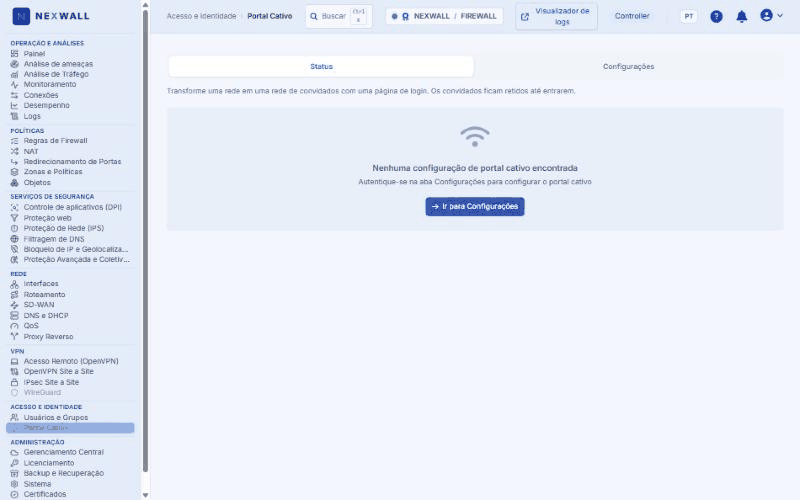 NEXWALL
Acesso e Identidade › Portal Cativo
Buscar
Ctrl
K
NEXWALL / FIREWALL
Visualizador de
logs
Controller
PT
OPERAÇÃO E ANÁLISES
Painel
Análise de ameaças
Análise de Tráfego
Monitoramento
Conexões
Desempenho
Logs
POLÍTICAS
Regras de Firewall
NAT
Redirecionamento de Portas
Zonas e Políticas
Objetos
SERVIÇOS DE SEGURANÇA
Controle de aplicativos (DPI)
Proteção web
Proteção de Rede (IPS)
Filtragem de DNS
Bloqueio de IP e Geolocaliza...
Proteção Avançada e Coletiv...
REDE
Interfaces
Roteamento
SD-WAN
DNS e DHCP
QoS
Proxy Reverso
VPN
Acesso Remoto (OpenVPN)
OpenVPN Site a Site
IPsec Site a Site
WireGuard
ACESSO E IDENTIDADE
Usuários e Grupos
Portal Cativo
ADMINISTRAÇÃO
Gerenciamento Central
Licenciamento
Backup e Recuperação
Sistema
Certificados
Status
Configurações
Transforme uma rede em uma rede de convidados com uma página de login. Os convidados ficam retidos até entrarem.
Nenhuma configuração de portal cativo encontrada
Autentique-se na aba Configurações para configurar o portal cativo
→ Ir para Configurações